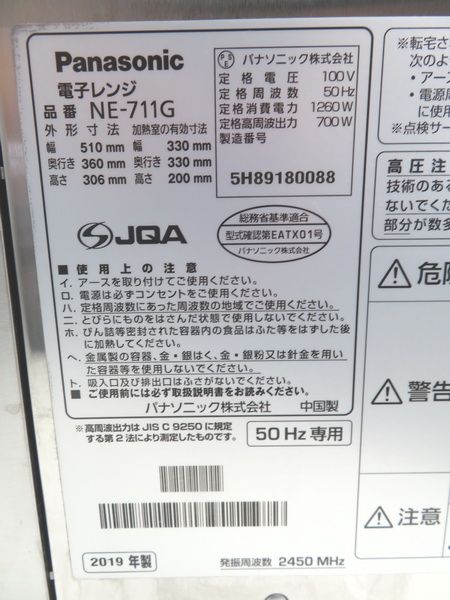 Panasonic
電子レンジ
品番 NE-711G
外形寸法 加熱室の有効寸法
幅 510 mm 幅 330 mm
奥行き 360 mm 奥行き 330 mm
高さ 306 mm 高さ 200 mm
PSE パナソニック株式会社
定格電圧 100V
定格周波数 50Hz
定格消費電力 1260W
定格高周波出力 700W
製造番号
5H89180088
JQA
総務省基準適合
型式確認第EATX01号
パナソニック株式会社
■使用上の注意
イ. アースを取り付けてご使用ください。
ロ. 電源は必ずコンセントをご使用ください。
ハ. 定格周波数にあった周波数の地域でご使用ください。
ニ. とびらにものをはさんだ状態で使用しないでください。
ホ. びん詰等密封された容器内の食品はふた等をはずした後
に加熱してください。
ヘ. 金属製の容器、金・銀はく、金・銀粉又は針金を用い
た容器等を使用しないでください。
ト. 吸入口及び排出口はふさがないでください。
■ご使用前には必ず取扱説明書をお読みください。
パナソニック株式会社 中国製
※高周波出力は JIS C 9250 に規定
する第2法により測定したものです。
50 Hz 専用
2019 年製
発振周波数 2450 MHz
※転宅さ
次のよう
・アース
・電源周
に使用
※点検サー
高圧注
技術のある
ないでくだ
部分が数多
危険
警告
注意